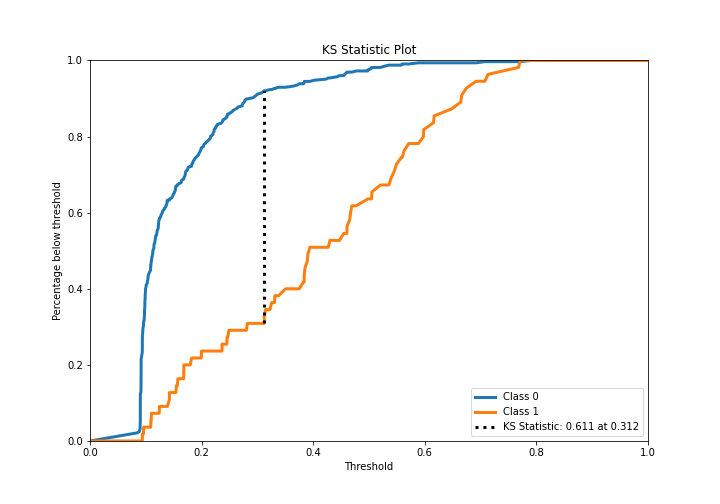 KS Statistic Plot
1.0
0.8
0.6
0.4
0.2
0.0
Percentage below threshold
Class 0
Class 1
KS Statistic: 0.611 at 0.312
0.0 0.2 0.4 0.6 0.8 1.0
Threshold